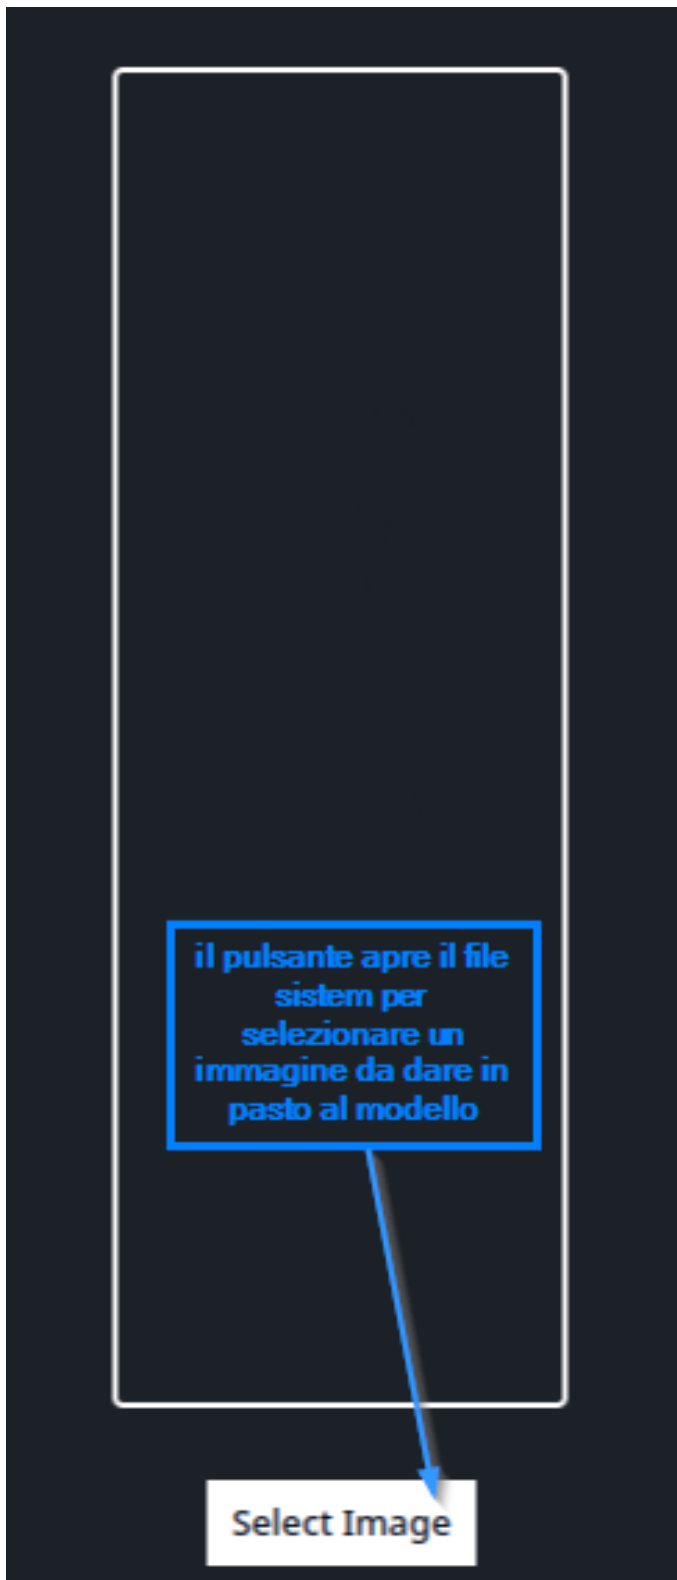 il pulsante apre il file
sistem per
selezionare un
immagine da dare in
pasto al modello
Select Image